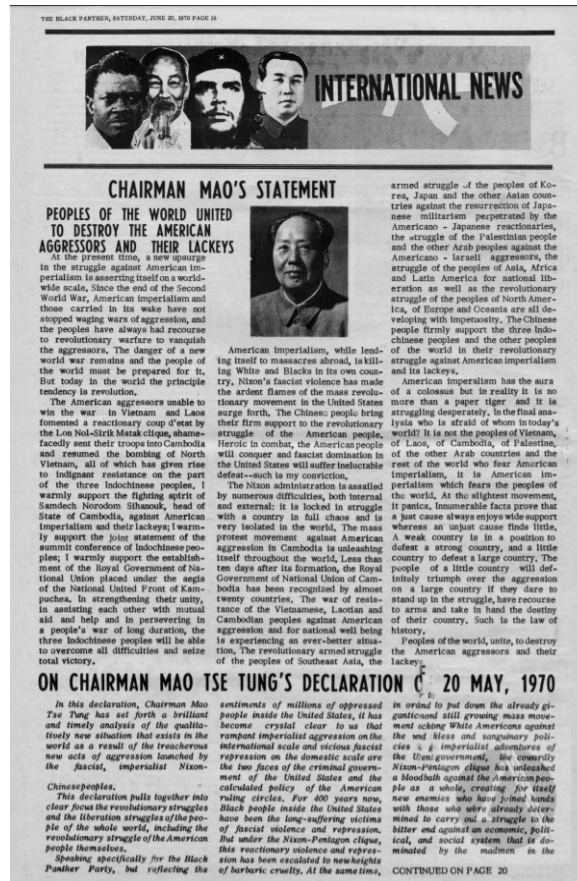 THE BLACK PANTHER, SATURDAY, JUNE 20, 1970 PAGE 16
INTERNATIONAL NEWS
CHAIRMAN MAO'S STATEMENT
PEOPLES OF THE WORLD UNITED
TO DESTROY THE AMERICAN
AGGRESSORS AND THEIR LACKEYS
At the present time, a new upsurge
in the struggle against American im-
perialism is asserting itself on a world-
wide scale. Since the end of the Second
World War, American imperialism and
those carried in its wake have not
stopped waging wars of aggression, and
the peoples have always had recourse
to revolutionary warfare to vanquish
the aggressors. The danger of a new
world war remains and the people of
the world must be prepared for it.
But today in the world the principle
tendency is revolution.
The American aggressors unable to
win the war in Vietnam and Laos
fomented a reactionary coup d'etat by
the Lon Nol-Sirik Matak clique, shame-
facedly sent their troops into Cambodia
and resumed the bombing of North
Vietnam, all of which has given rise
to indignant resistance on the part
of the three Indochinese peoples. I
warmly support the fighting spirit of
Samdech Norodom Sihanouk, head of
State of Cambodia, against American
imperialism and their lackeys; I warm-
ly support the joint statement of the
summit conference of Indochinese peo-
ples; I warmly support the establish-
ment of the Royal Government of Na-
tional Union placed under the aegis
of the National United Front of Kam-
puchea. In strengthening their unity,
in assisting each other with mutual
aid and help and in persevering in
a people's war of long duration, the
three Indochinese peoples will be able
to overcome all difficulties and seize
total victory.
American imperialism, while lend-
ing itself to massacres abroad, is kill-
ing White and Blacks in its own coun-
try. Nixon's fascist violence has made
the ardent flames of the mass revolu-
tionary movement in the United States
surge forth. The Chinese people bring
their firm support to the revolutionary
struggle of the American people.
Heroic in combat, the American people
will conquer and fascist domination in
the United States will suffer ineluctable
defeat--such is my conviction.
The Nixon administration is assailed
by numerous difficulties, both internal
and external: it is locked in struggle
with a country in full chaos and is
very isolated in the world. The mass
protest movement against American
aggression in Cambodia is unleashing
itself throughout the world. Less than
ten days after its formation, the Royal
Government of National Union of Cam-
bodia has been recognized by almost
twenty countries. The war of resis-
tance of the Vietnamese, Laotian and
Cambodian peoples against American
aggression and for national well being
is experiencing an ever-better situa-
tion. The revolutionary armed struggle
of the peoples of Southeast Asia, the
armed struggle of the peoples of Ko-
rea, Japan and the other Asian coun-
tries against the resurrection of Japa-
nese militarism perpetrated by the
Americano - Japanese reactionaries,
the struggle of the Palestinian people
and the other Arab peoples against the
Americano - Israeli aggressors, the
struggle of the peoples of Asia, Africa
and Latin America for national lib-
eration as well as the revolutionary
struggle of the peoples of North Amer-
ica, of Europe and Oceania are all de-
veloping with impetuosity. The Chinese
people firmly support the three Indo-
chinese peoples and the other peoples
of the world in their revolutionary
struggle against American imperialism
and its lackeys.
American imperalism has the aura
of a colossus but in reality it is no
more than a paper tiger and it is
struggling desperately. In the final ana-
lysis who is afraid of whom in today's
world? It is not the peoples of Vietnam,
of Laos, of Cambodia, of Palestine,
of the other Arab countries and the
rest of the world who fear American
imperialism, it is American im-
perialism which fears the peoples of
the world. At the slightest movement,
it panics. Innumerable facts prove that
a just cause always enjoys wide support
whereas an unjust cause finds little.
A weak country is in a position to
defeat a strong country, and a little
country to defeat a large country. The
people of a little country will def-
initely triumph over the aggression
on a large country if they dare to
stand up in the struggle, have recourse
to arms and take in hand the destiny
of their country. Such is the law of
history.
Peoples of the world, unite, to destroy
the American aggressors and their
lackey
ON CHAIRMAN MAO TSE TUNG'S DECLARATION 20 MAY, 1970
In this declaration, Chairman Mao
Tse Tung has set forth a brilliant
and timely analysis of the qualita-
tively new situation that exists in the
world as a result of the treacherous
new acts of aggression launched by
the fascist, imperialist Nixon-
Chinese peoples.
This declaration pulls together into
clear focus the revolutionary struggles
and the liberation struggles of the peo-
ple of the whole world, including the
revolutionary struggle of the American
people themselves.
Speaking specifically for the Black
Panther Party, but reflecting the
sentiments of millions of oppressed
people inside the United States, it has
become crystal clear to us that
rampant imperialist aggression on the
international scale and vicious fascist
repression on the domestic scale are
the two faces of the criminal govern-
ment of the United States and the
calculated policy of the American
ruling circles. For 400 years now,
Black people inside the United States
have been the long-suffering victims
of fascist violence and repression.
But under the Nixon-Pentagon clique,
this reactionary violence and repres-
sion has been escalated to new heights
of barbaric cruelty. At the same time,
in order to put down the already gi-
gantic and still growing mass move-
ment among White Americans against
the and sanguinary poli-
cies imperialist adventures of
the government, the cowardly
Nixon-Pentagon clique has unleashed
a bloodbath against the American peo-
ple as a whole, creating for itself
new enemies who have joined hands
with those who were already deter-
mined to carry out a struggle to the
bitter end against an economic, polit-
ical, and social system that is do-
minated by the madmen in the
CONTINUED ON PAGE 20